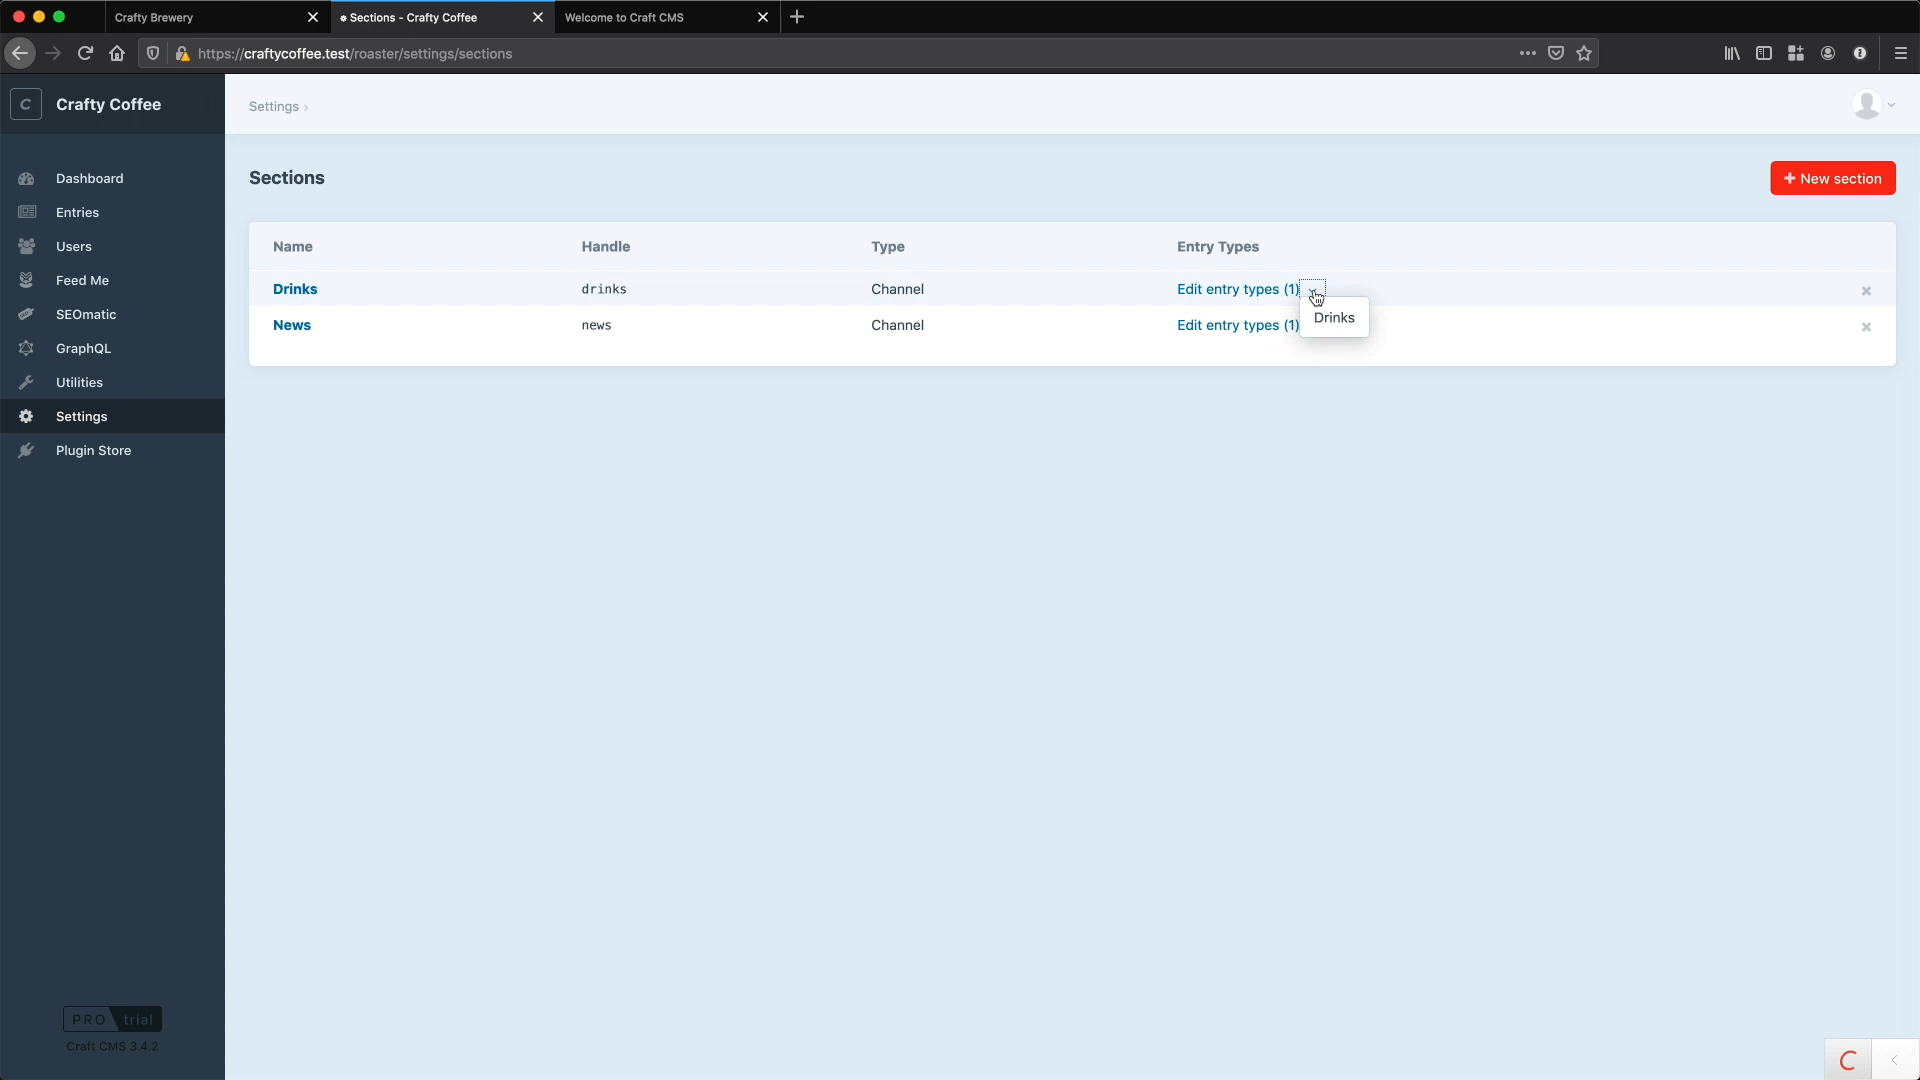 Crafty Brewery
Sections - Crafty Coffee
Welcome to Craft CMS
https://craftycoffee.test/roaster/settings/sections
C
Crafty Coffee
Settings ›
Dashboard
Entries
Users
Feed Me
SEOmatic
GraphQL
Utilities
Settings
Plugin Store
Sections
+ New section
Name Handle Type Entry Types
Drinks drinks Channel Edit entry types (1)
Drinks
News news Channel Edit entry types (1)
PRO trial
Craft CMS 3.4.2
C